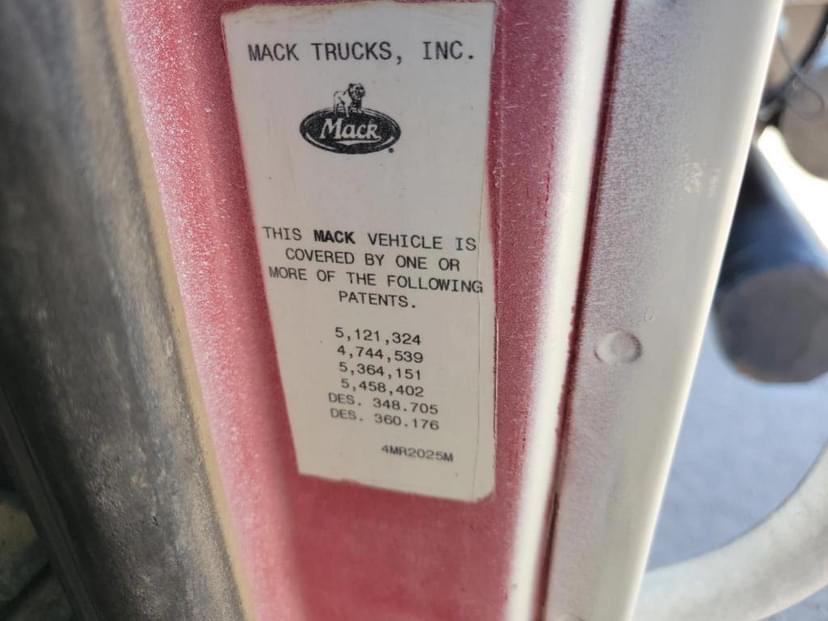 MACK TRUCKS, INC.
Mack
THIS MACK VEHICLE IS
COVERED BY ONE OR
MORE OF THE FOLLOWING
PATENTS.
5,121,324
4,744,539
5,364,151
5,458,402
DES. 348.705
DES. 360.176
4MR2025M